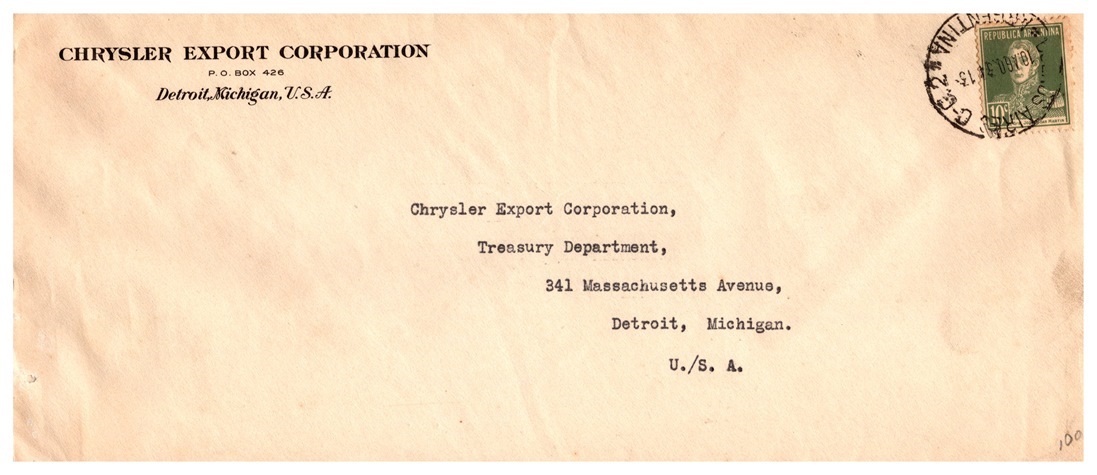 CHRYSLER EXPORT CORPORATION
P. O. BOX 426
Detroit, Michigan, U.S.A.
REPUBLICA ARGENTINA
10c
Chrysler Export Corporation,
Treasury Department,
341 Massachusetts Avenue,
Detroit, Michigan.
U./S. A.
100